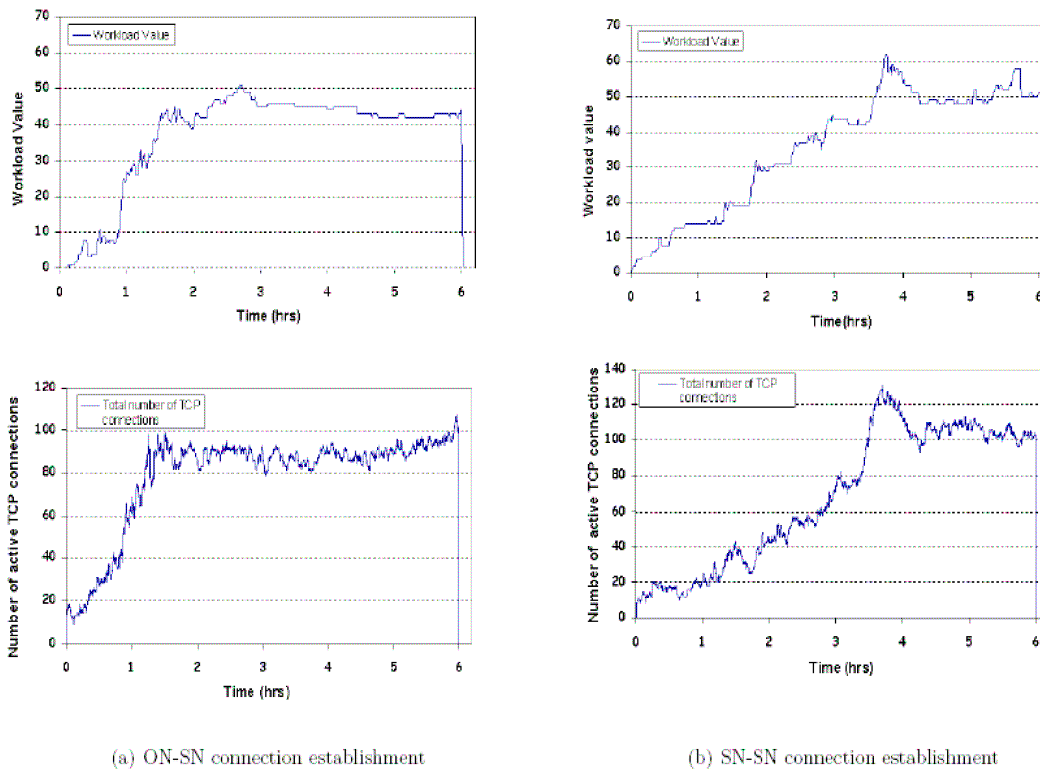 70
60
50
40
30
20
10
0
Workload Value
Workload Value
0 1 2 3 4 5 6
Time (hrs)
70
60
50
40
30
20
10
0
Workload Value
Workload value
0 1 2 3 4 5 6
Time(hrs)
120
100
80
60
40
20
0
Total number of TCP
connections
Number of active TCP connections
0 1 2 3 4 5 6
Time (hrs)
140
120
100
80
60
40
20
0
Total number of TCP
connections
Number of active TCP connections
0 1 2 3 4 5 6
Time (hrs)
(a) ON-SN connection establishment
(b) SN-SN connection establishment